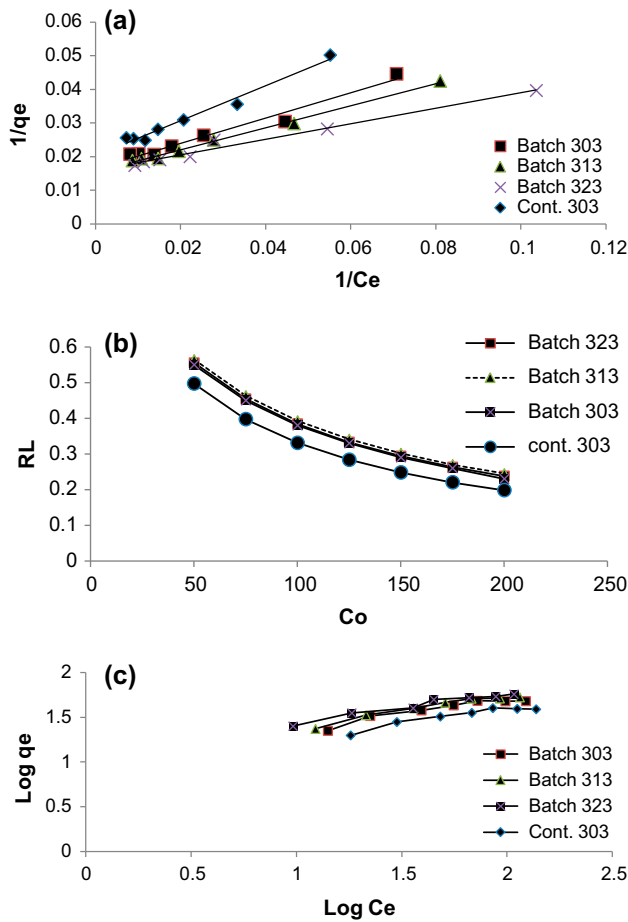 (a)
0.06
0.05
0.04
0.03
0.02
0.01
0
1/qe
0
0.02
0.04
0.06
0.08
0.1
0.12
1/Ce
Batch 303
Batch 313
Batch 323
Cont. 303
(b)
0.6
0.5
0.4
0.3
0.2
0.1
0
RL
0
50
100
150
200
250
Co
Batch 323
Batch 313
Batch 303
cont. 303
(c)
2
1.5
1
0.5
0
Log qe
0
0.5
1
1.5
2
2.5
Log Ce
Batch 303
Batch 313
Batch 323
Cont. 303